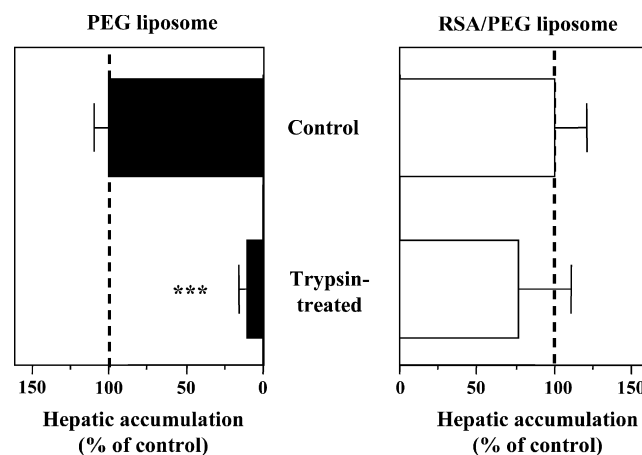 PEG liposome
RSA/PEG liposome
Control
***
Trypsin-
treated
150 100 50 0
0 50 100 150
Hepatic accumulation
(% of control)
Hepatic accumulation
(% of control)